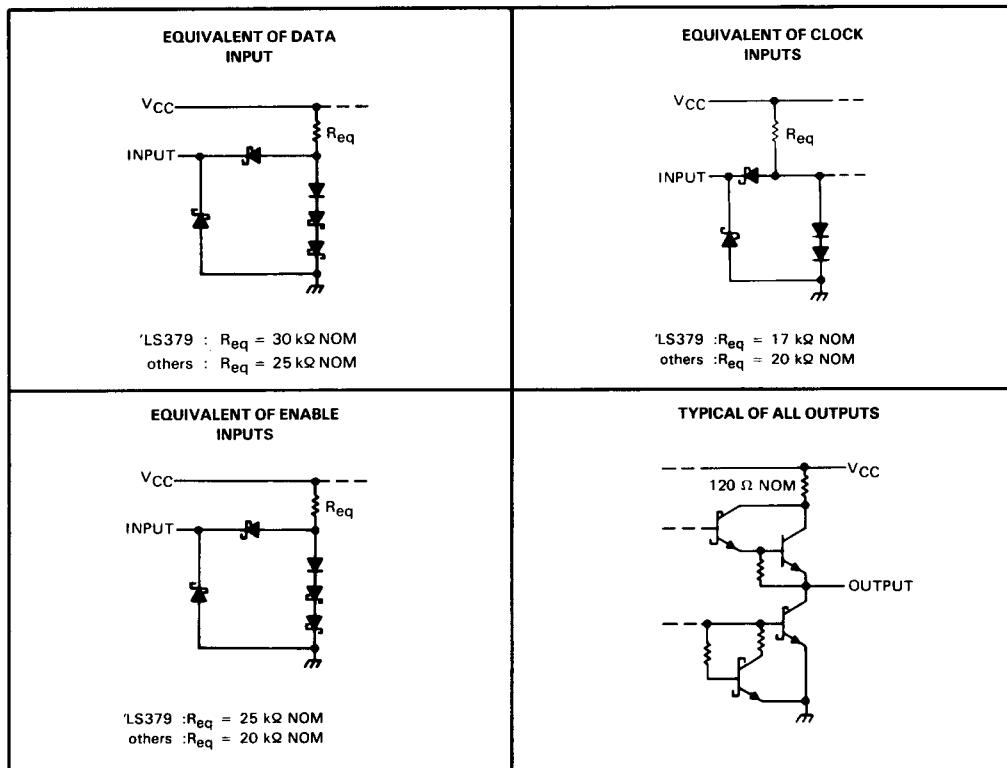 EQUIVALENT OF DATA
INPUT
VCC
Req
INPUT
'LS379 : Req = 30 kΩ NOM
others : Req = 25 kΩ NOM
EQUIVALENT OF CLOCK
INPUTS
VCC
Req
INPUT
'LS379 :Req = 17 kΩ NOM
others :Req = 20 kΩ NOM
EQUIVALENT OF ENABLE
INPUTS
VCC
Req
INPUT
'LS379 :Req = 25 kΩ NOM
others :Req = 20 kΩ NOM
TYPICAL OF ALL OUTPUTS
VCC
120 Ω NOM
OUTPUT